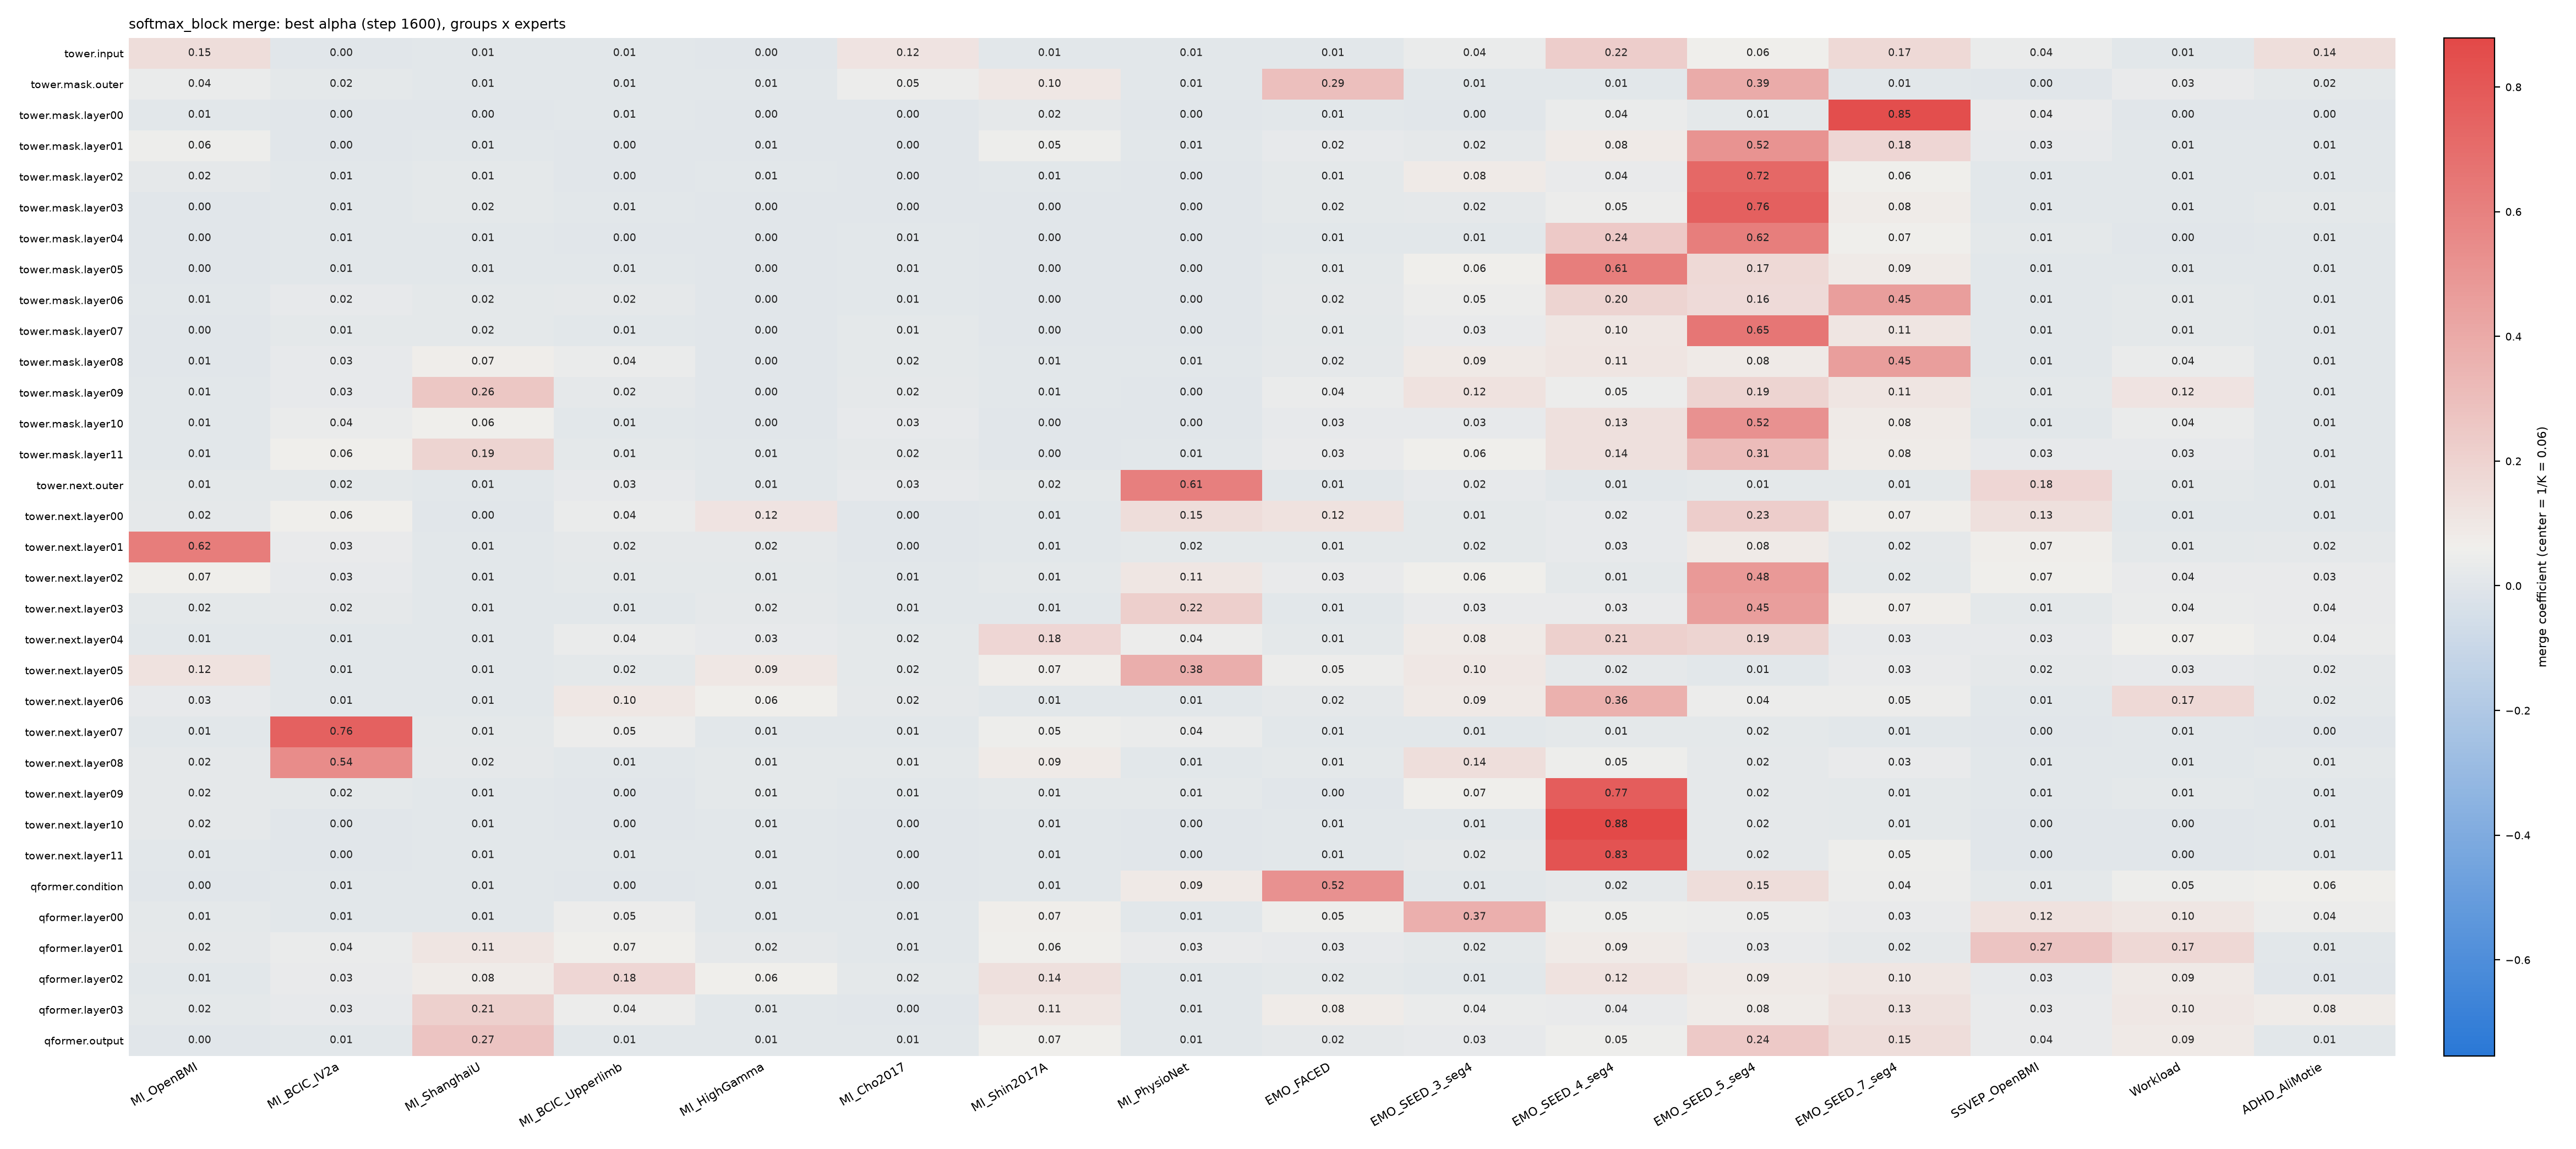 softmax_block merge: best alpha (step 1600), groups x experts
tower.input 0.15 0.00 0.01 0.01 0.00 0.12 0.01 0.01 0.01 0.04 0.22 0.06 0.17 0.04 0.01 0.14
tower.mask.outer 0.04 0.02 0.01 0.01 0.01 0.05 0.10 0.01 0.29 0.01 0.01 0.39 0.01 0.00 0.03 0.02
tower.mask.layer00 0.01 0.00 0.00 0.01 0.00 0.00 0.02 0.00 0.01 0.00 0.04 0.01 0.85 0.04 0.00 0.00
tower.mask.layer01 0.06 0.00 0.01 0.00 0.01 0.00 0.05 0.01 0.02 0.02 0.08 0.52 0.18 0.03 0.01 0.01
tower.mask.layer02 0.02 0.01 0.01 0.00 0.01 0.00 0.01 0.00 0.01 0.08 0.04 0.72 0.06 0.01 0.01 0.01
tower.mask.layer03 0.00 0.01 0.02 0.01 0.00 0.00 0.00 0.00 0.02 0.02 0.05 0.76 0.08 0.01 0.01 0.01
tower.mask.layer04 0.00 0.01 0.01 0.00 0.00 0.01 0.00 0.00 0.01 0.01 0.24 0.62 0.07 0.01 0.00 0.01
tower.mask.layer05 0.00 0.01 0.01 0.01 0.00 0.01 0.00 0.00 0.01 0.06 0.61 0.17 0.09 0.01 0.01 0.01
tower.mask.layer06 0.01 0.02 0.02 0.02 0.00 0.01 0.00 0.00 0.02 0.05 0.20 0.16 0.45 0.01 0.01 0.01
tower.mask.layer07 0.00 0.01 0.02 0.01 0.00 0.01 0.00 0.00 0.01 0.03 0.10 0.65 0.11 0.01 0.01 0.01
tower.mask.layer08 0.01 0.03 0.07 0.04 0.00 0.02 0.01 0.01 0.02 0.09 0.11 0.08 0.45 0.01 0.04 0.01
tower.mask.layer09 0.01 0.03 0.26 0.02 0.00 0.02 0.01 0.00 0.04 0.12 0.05 0.19 0.11 0.01 0.12 0.01
tower.mask.layer10 0.01 0.04 0.06 0.01 0.00 0.03 0.00 0.00 0.03 0.03 0.13 0.52 0.08 0.01 0.04 0.01
tower.mask.layer11 0.01 0.06 0.19 0.01 0.01 0.02 0.00 0.01 0.03 0.06 0.14 0.31 0.08 0.03 0.03 0.01
tower.next.outer 0.01 0.02 0.01 0.03 0.01 0.03 0.02 0.61 0.01 0.02 0.01 0.01 0.01 0.18 0.01 0.01
tower.next.layer00 0.02 0.06 0.00 0.04 0.12 0.00 0.01 0.15 0.12 0.01 0.02 0.23 0.07 0.13 0.01 0.01
tower.next.layer01 0.62 0.03 0.01 0.02 0.02 0.00 0.01 0.02 0.01 0.02 0.03 0.08 0.02 0.07 0.01 0.02
tower.next.layer02 0.07 0.03 0.01 0.01 0.01 0.01 0.01 0.11 0.03 0.06 0.01 0.48 0.02 0.07 0.04 0.03
tower.next.layer03 0.02 0.02 0.01 0.01 0.02 0.01 0.01 0.22 0.01 0.03 0.03 0.45 0.07 0.01 0.04 0.04
tower.next.layer04 0.01 0.01 0.01 0.04 0.03 0.02 0.18 0.04 0.01 0.08 0.21 0.19 0.03 0.03 0.07 0.04
tower.next.layer05 0.12 0.01 0.01 0.02 0.09 0.02 0.07 0.38 0.05 0.10 0.02 0.01 0.03 0.02 0.03 0.02
tower.next.layer06 0.03 0.01 0.01 0.10 0.06 0.02 0.01 0.01 0.02 0.09 0.36 0.04 0.05 0.01 0.17 0.02
tower.next.layer07 0.01 0.76 0.01 0.05 0.01 0.01 0.05 0.04 0.01 0.01 0.01 0.02 0.01 0.00 0.01 0.00
tower.next.layer08 0.02 0.54 0.02 0.01 0.01 0.01 0.09 0.01 0.01 0.14 0.05 0.02 0.03 0.01 0.01 0.01
tower.next.layer09 0.02 0.02 0.01 0.00 0.01 0.01 0.01 0.01 0.00 0.07 0.77 0.02 0.01 0.01 0.01 0.01
tower.next.layer10 0.02 0.00 0.01 0.00 0.01 0.00 0.01 0.00 0.01 0.01 0.88 0.02 0.01 0.00 0.00 0.01
tower.next.layer11 0.01 0.00 0.01 0.01 0.01 0.00 0.01 0.00 0.01 0.02 0.83 0.02 0.05 0.00 0.00 0.01
qformer.condition 0.00 0.01 0.01 0.00 0.01 0.00 0.01 0.09 0.52 0.01 0.02 0.15 0.04 0.01 0.05 0.06
qformer.layer00 0.01 0.01 0.01 0.05 0.01 0.01 0.07 0.01 0.05 0.37 0.05 0.05 0.03 0.12 0.10 0.04
qformer.layer01 0.02 0.04 0.11 0.07 0.02 0.01 0.06 0.03 0.03 0.02 0.09 0.03 0.02 0.27 0.17 0.01
qformer.layer02 0.01 0.03 0.08 0.18 0.06 0.02 0.14 0.01 0.02 0.01 0.12 0.09 0.10 0.03 0.09 0.01
qformer.layer03 0.02 0.03 0.21 0.04 0.01 0.00 0.11 0.01 0.08 0.04 0.04 0.08 0.13 0.03 0.10 0.08
qformer.output 0.00 0.01 0.27 0.01 0.01 0.01 0.07 0.01 0.02 0.03 0.05 0.24 0.15 0.04 0.09 0.01
MI_OpenBMI MI_BCIC_IV2a MI_ShanghaiU MI_BCIC_Upperlimb MI_HighGamma MI_Cho2017 MI_Shin2017A MI_PhysioNet EMO_FACED EMO_SEED_3_seg4 EMO_SEED_4_seg4 EMO_SEED_5_seg4 EMO_SEED_7_seg4 SSVEP_OpenBMI Workload ADHD_AliMotie
0.8
0.6
0.4
0.2
0.0
−0.2
−0.4
−0.6
merge coefficient (center = 1/K = 0.06)